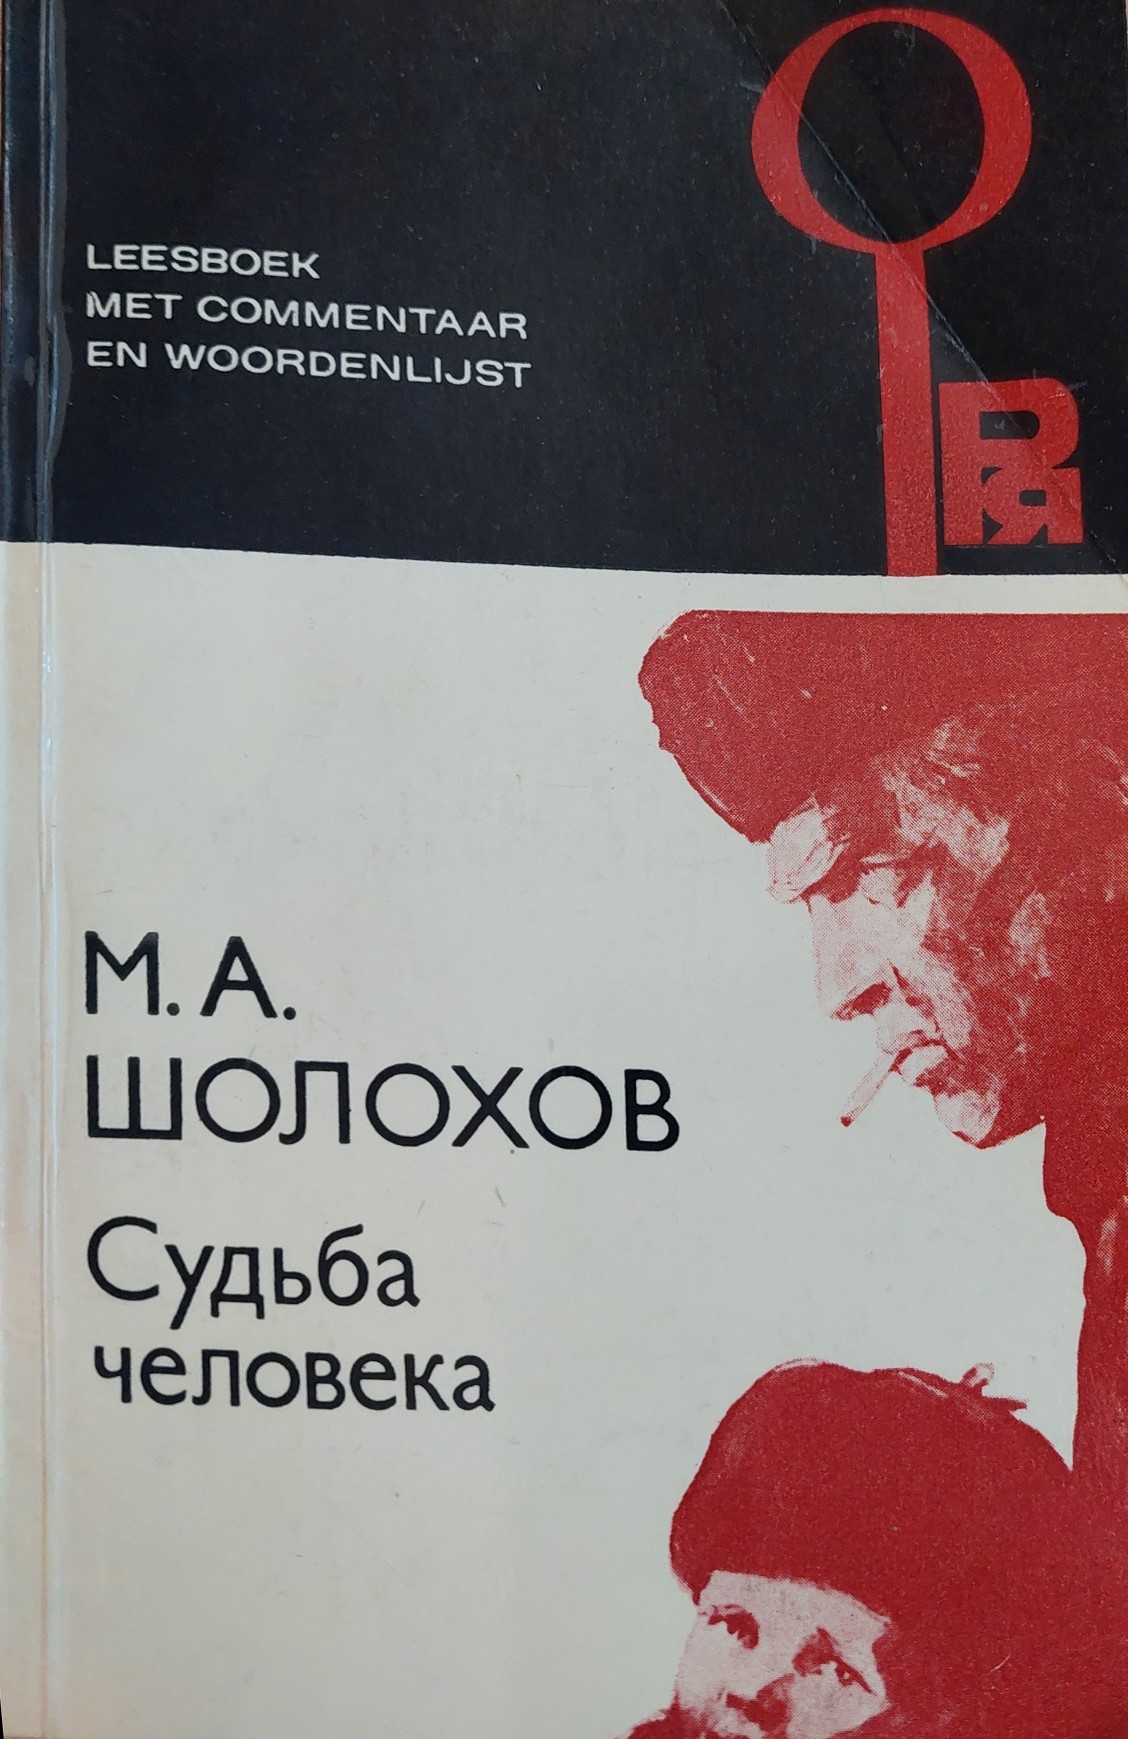 LEESBOEK
MET COMMENTAAR
EN WOORDENLIJST
М. А.
ШОЛОХОВ
Судьба
человека